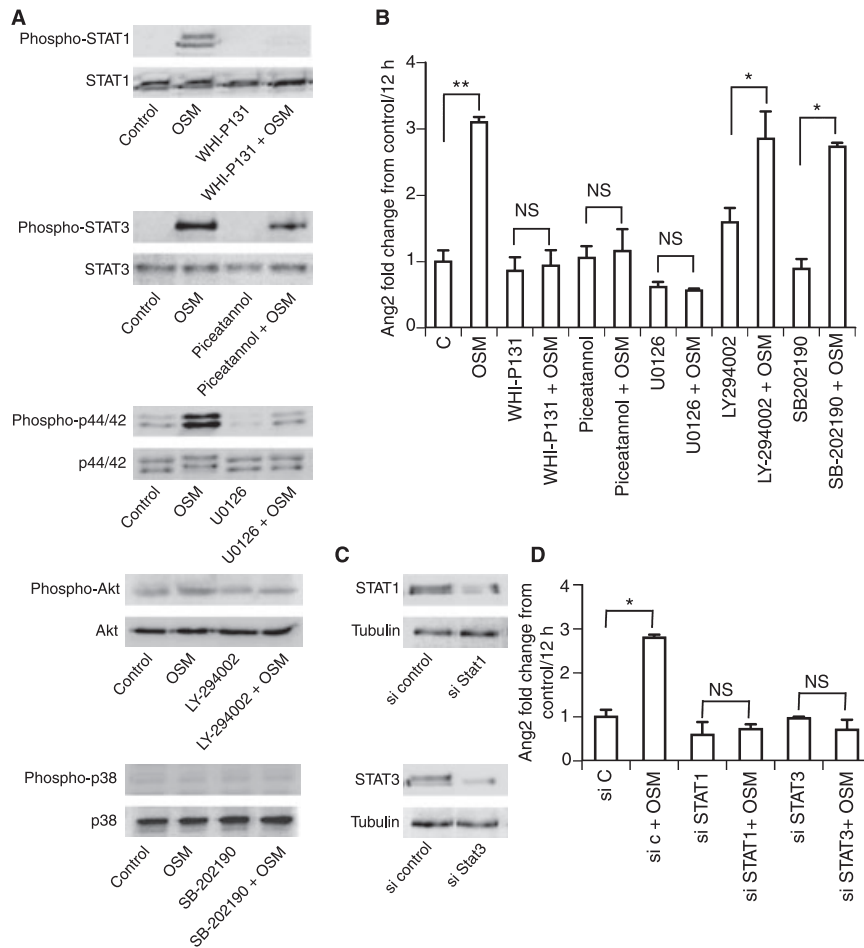 A
Phospho-STAT1
STAT1
Control
OSM
WHI-P131
WHI-P131 + OSM
Phospho-STAT3
STAT3
Control
OSM
Piceatannol
Piceatannol + OSM
Phospho-p44/42
p44/42
Control
OSM
U0126
U0126 + OSM
Phospho-Akt
Akt
Control
OSM
LY-294002
LY-294002 + OSM
Phospho-p38
p38
Control
OSM
SB-202190
SB-202190 + OSM
B
Ang2 fold change from control/12 h
4
3
2
1
0
**
NS
NS
NS
*
*
C
OSM
WHI-P131
WHI-P131 + OSM
Piceatannol
Piceatannol + OSM
U0126
U0126 + OSM
LY294002
LY-294002 + OSM
SB202190
SB-202190 + OSM
C
STAT1
Tubulin
si control
si Stat1
STAT3
Tubulin
si control
si Stat3
D
Ang2 fold change from
control/12 h
4
3
2
1
0
*
NS
NS
si C
si c + OSM
si STAT1
si STAT1+ OSM
si STAT3
si STAT3+ OSM